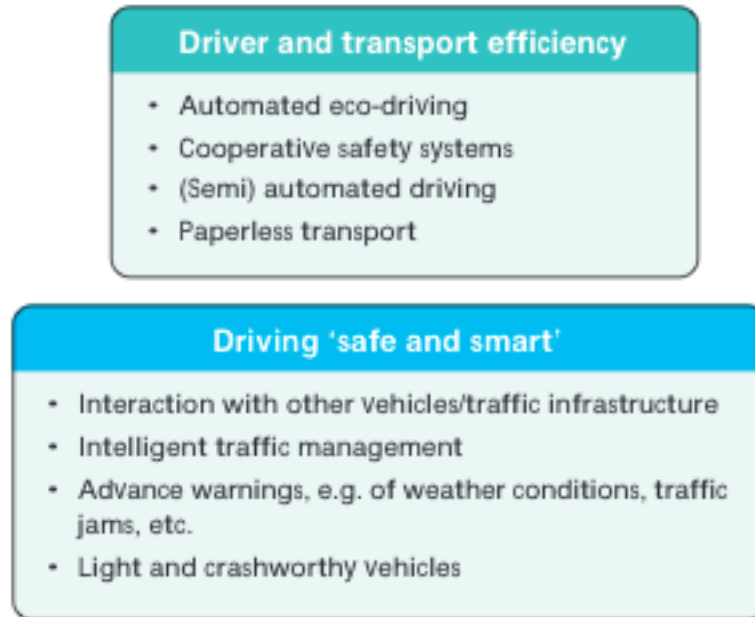 Driver and transport efficiency
• Automated eco-driving
• Cooperative safety systems
• (Semi) automated driving
• Paperless transport
Driving ‘safe and smart’
• Interaction with other vehicles/traffic infrastructure
• Intelligent traffic management
• Advance warnings, e.g. of weather conditions, traffic
jams, etc.
• Light and crashworthy vehicles